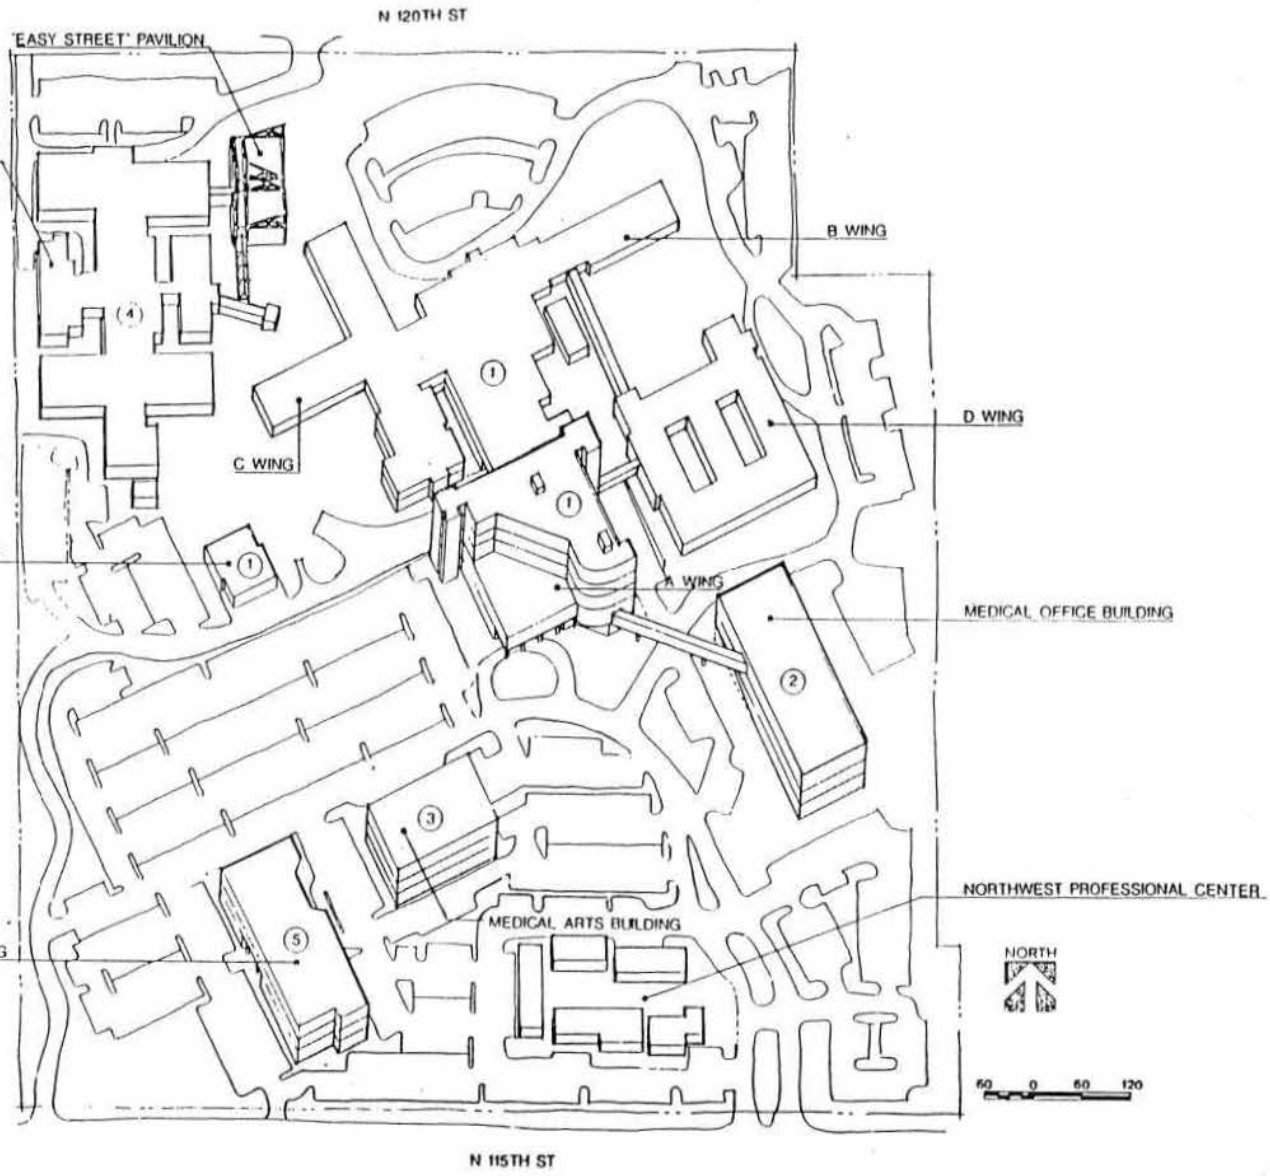 N 120TH ST
'EASY STREET' PAVILION
B WING
(4)
1
D WING
C WING
1
1
A WING
MEDICAL OFFICE BUILDING
2
3
NORTHWEST PROFESSIONAL CENTER
MEDICAL ARTS BUILDING
5
G
NORTH
60 0 60 120
N 115TH ST